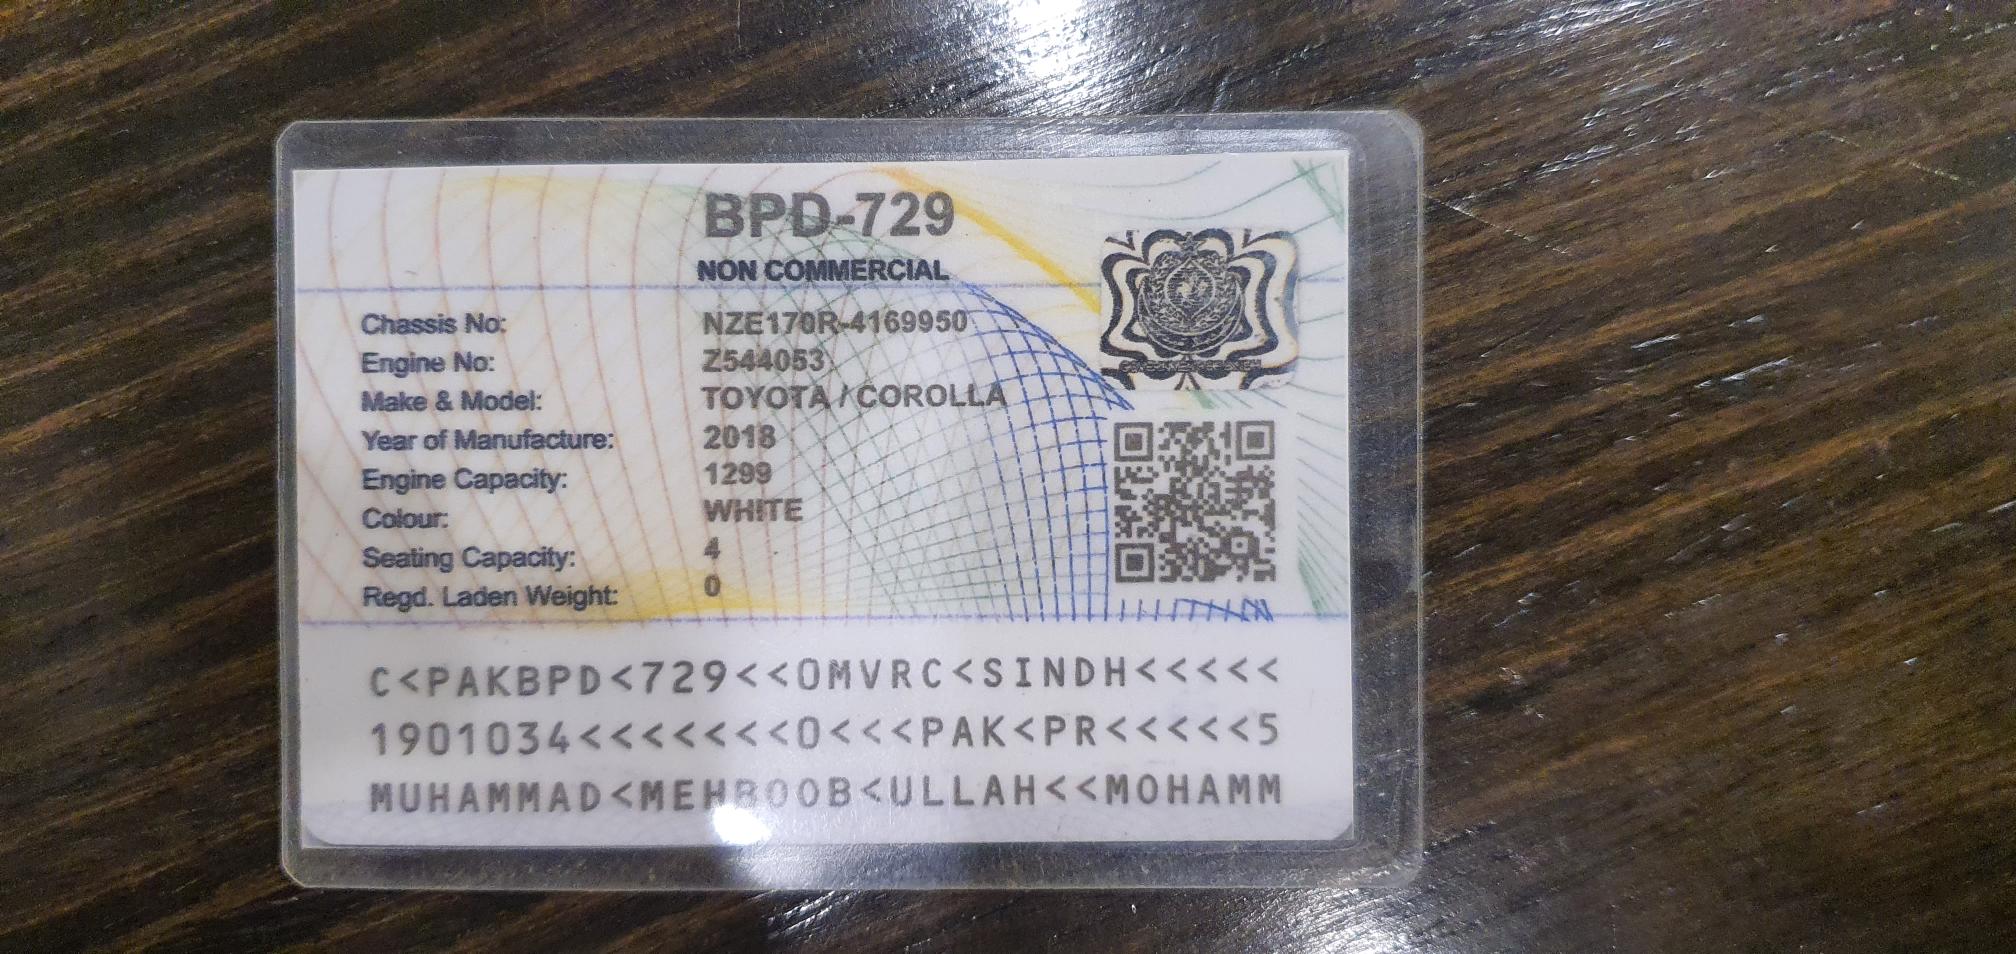 BPD-729
NON COMMERCIAL
Chassis No: NZE170R-4169950
Engine No: Z544053
Make & Model: TOYOTA / COROLLA
Year of Manufacture: 2018
Engine Capacity: 1299
Colour: WHITE
Seating Capacity: 4
Regd. Laden Weight: 0
C<PAKBPD<729<<0MVRC<SINDH<<<<<
1901034<<<<<<<<0<<<PAK<PR<<<<<5
MUHAMMAD<MEHBOOB<ULLAH<<MOHAMM